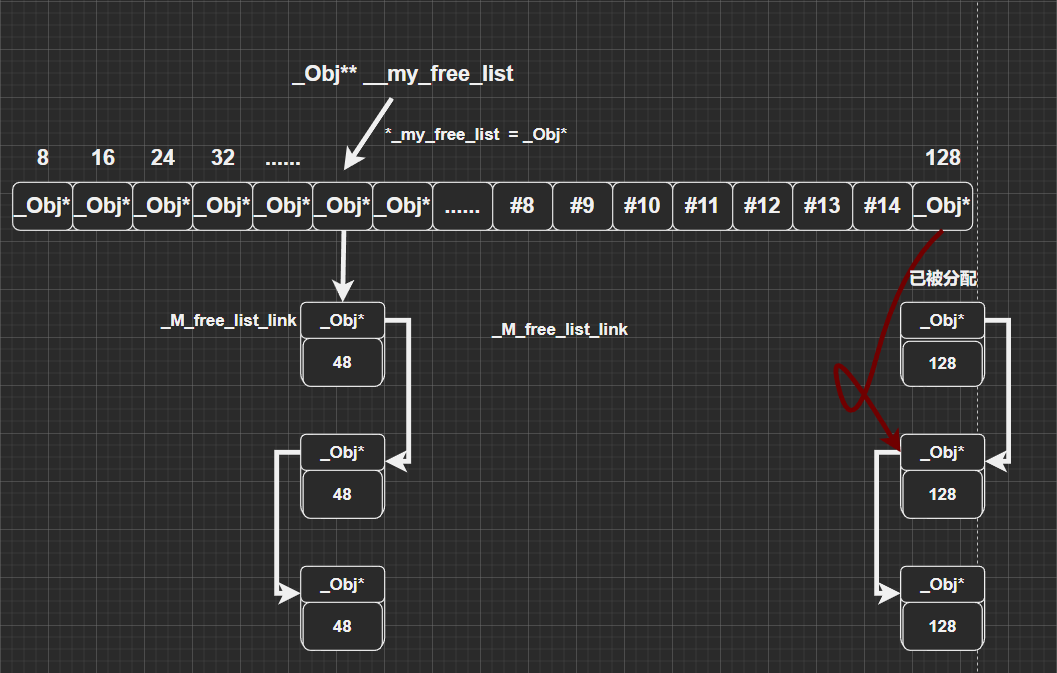 _Obj** __my_free_list
*_my_free_list = _Obj*
8 16 24 32 ...... 128
_Obj* _Obj* _Obj* _Obj* _Obj* _Obj* _Obj* ...... #8 #9 #10 #11 #12 #13 #14 _Obj*
已被分配
_M_free_list_link _Obj* _M_free_list_link _Obj*
48 128
_Obj* _Obj*
48 128
_Obj* _Obj*
48 128